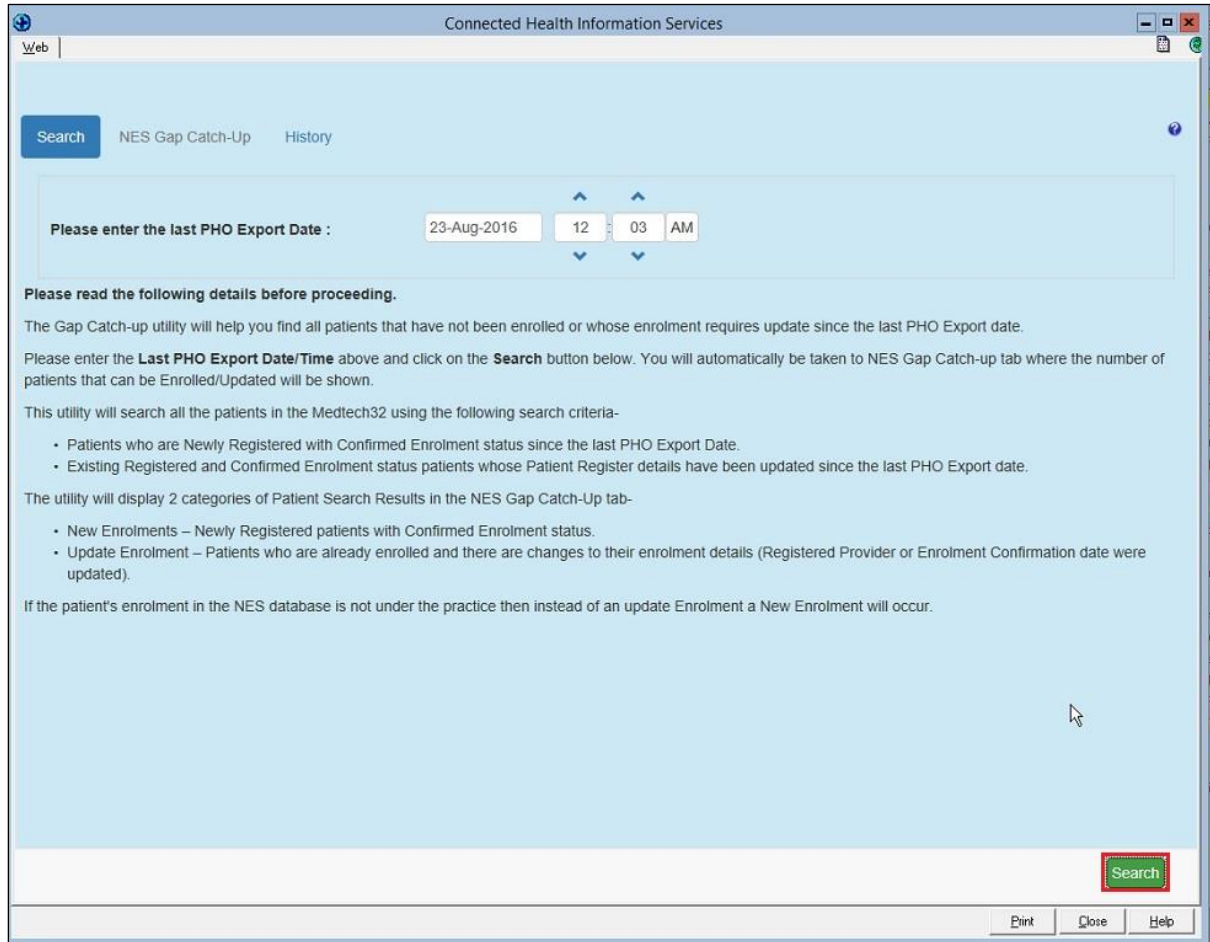 Connected Health Information Services
Web
Search NES Gap Catch-Up History
Please enter the last PHO Export Date : 23-Aug-2016 12 : 03 AM
Please read the following details before proceeding.
The Gap Catch-up utility will help you find all patients that have not been enrolled or whose enrolment requires update since the last PHO Export date.
Please enter the Last PHO Export Date/Time above and click on the Search button below. You will automatically be taken to NES Gap Catch-up tab where the number of
patients that can be Enrolled/Updated will be shown.
This utility will search all the patients in the Medtech32 using the following search criteria-
• Patients who are Newly Registered with Confirmed Enrolment status since the last PHO Export Date.
• Existing Registered and Confirmed Enrolment status patients whose Patient Register details have been updated since the last PHO Export date.
The utility will display 2 categories of Patient Search Results in the NES Gap Catch-Up tab-
• New Enrolments – Newly Registered patients with Confirmed Enrolment status.
• Update Enrolment – Patients who are already enrolled and there are changes to their enrolment details (Registered Provider or Enrolment Confirmation date were
updated).
If the patient's enrolment in the NES database is not under the practice then instead of an update Enrolment a New Enrolment will occur.
Search
Print Close Help